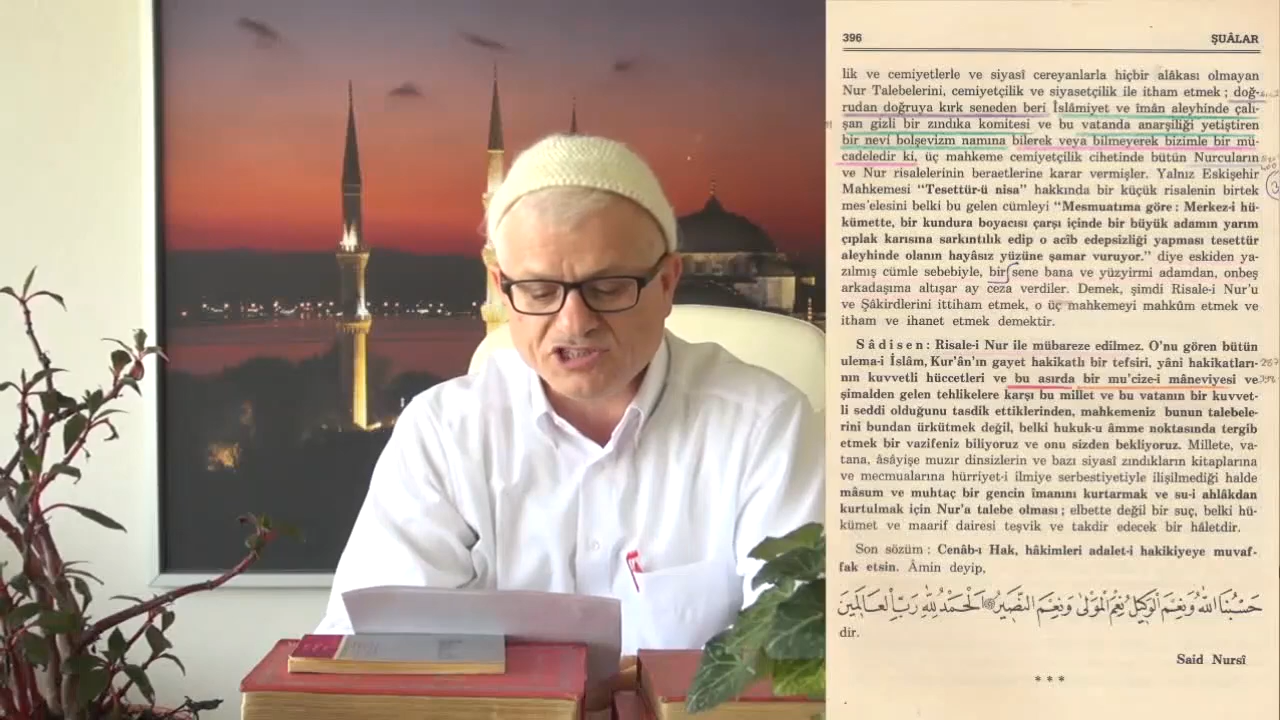 396
ŞUÂLAR
lik ve cemiyetlerle ve siyasî cereyanlarla hiçbir alâkası olmayan
Nur Talebelerini, cemiyetçilik ve siyasetçilik ile itham etmek ; doğ-
rudan doğruya kırk seneden beri İslâmiyet ve îmân aleyhinde çalı-
şan gizli bir zındıka komitesi ve bu vatanda anarşiliği yetiştiren
bir nevi bolşevizm namına bilerek veya bilmeyerek bizimle bir mü-
cadeledir ki, üç mahkeme cemiyetçilik cihetinde bütün Nurcuların
ve Nur risalelerinin beraetlerine karar vermişler. Yalnız Eskişehir
Mahkemesi "Tesettür-ü nisa" hakkında bir küçük risalenin birtek
mes'elesini belki bu gelen cümleyi "Mesmuatıma göre : Merkez-i hü-
kûmette, bir kundura boyacısı çarşı içinde bir büyük adamın yarım
çıplak karısına sarkıntılık edip o acîb edepsizliği yapması tesettür
aleyhinde olanın hayâsız yüzüne şamar vuruyor." diye eskiden ya-
zılmış cümle sebebiyle, bir sene bana ve yüzyirmi adamdan, onbeş
arkadaşıma altışar ay ceza verdiler. Demek, şimdi Risale-i Nur'u
ve Şâkirdlerini ittiham etmek, o üç mahkemeyi mahkûm etmek ve
itham ve ihanet etmek demektir.
Sâdisen : Risale-i Nur ile mübareze edilmez. O'nu gören bütün
ulema-i İslâm, Kur'ân'ın gayet hakikatlı bir tefsiri, yâni hakikatları-
nın kuvvetli hüccetleri ve bu asırda bir mu'cize-i mâneviyesi ve
şimalden gelen tehlikelere karşı bu millet ve bu vatanın bir kuvvet-
li seddi olduğunu tasdîk ettiklerinden, mahkemeniz bunun talebele-
rini bundan ürkütmek değil, belki hukuk-u âmme noktasında tergib
etmek bir vazifeniz biliyoruz ve onu sizden bekliyoruz. Millete, va-
tana, âsâyişe muzır dinsizlerin ve bazı siyasî zındıkların kitaplarına
ve mecmualarına hürriyet-i ilmiye serbestiyetiyle ilişilmediği halde
mâsum ve muhtaç bir gencin îmanını kurtarmak ve su-i ahlâkdan
kurtulmak için Nur'a talebe olması ; elbette değil bir suç, belki hü-
kûmet ve maarif dairesi teşvik ve takdir edecek bir hâletdir.
Son sözüm : Cenâb-ı Hak, hâkimleri adalet-i hakikiyeye muvaf-
fak etsin. Âmin deyip,
حَسْبُنَا اللّٰهُ وَنِعْمَ الْوَكِيلُ نِعْمَ الْمَوْلٰى وَنِعْمَ النَّصِيرُ اَلْحَمْدُ لِلّٰهِ رَبِّ الْعَالَمِينَ
dir.
Said Nursî
* * *